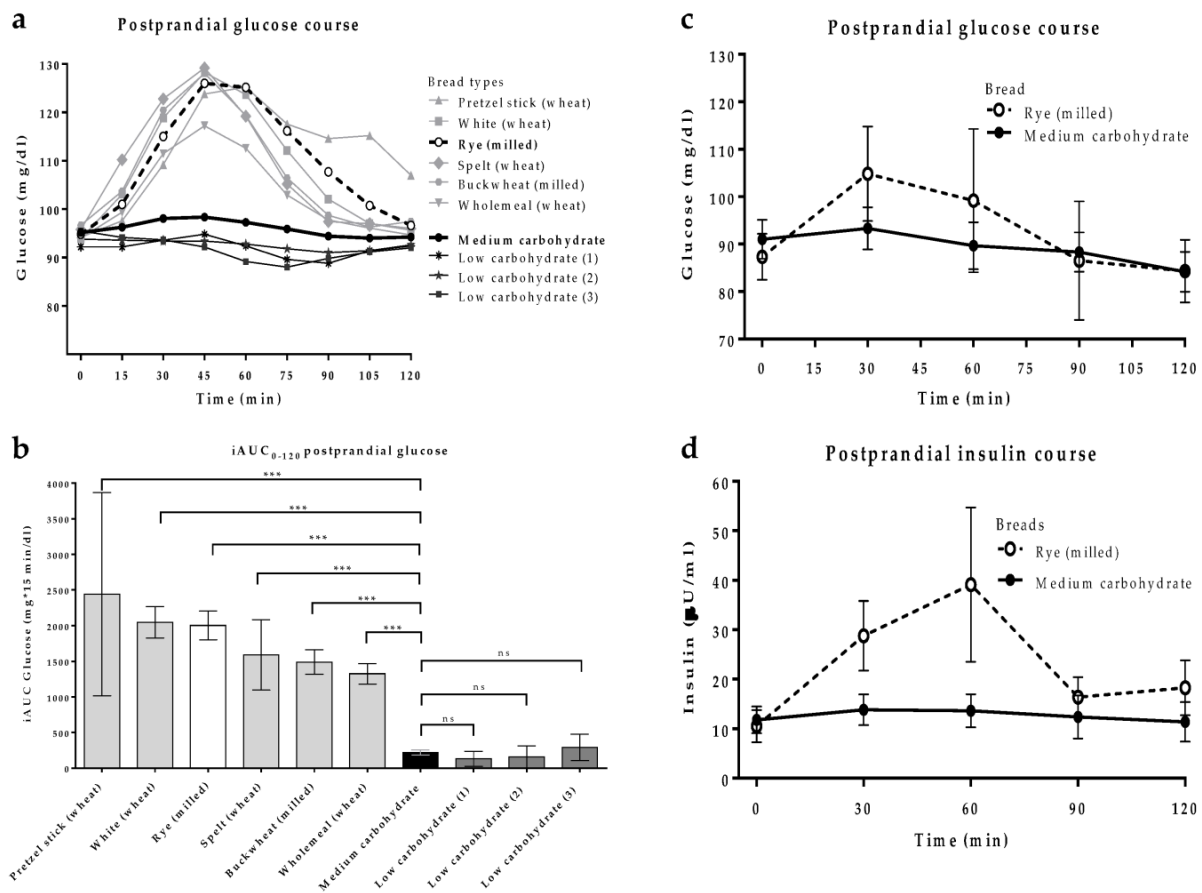 a
Postprandial glucose course
Glucose (mg/dl)
130
120
110
100
90
80
0 15 30 45 60 75 90 105 120
Time (min)
Bread types
Pretzel stick (wheat)
White (wheat)
Rye (milled)
Spelt (wheat)
Buckwheat (milled)
Wholemeal (wheat)
Medium carbohydrate
Low carbohydrate (1)
Low carbohydrate (2)
Low carbohydrate (3)
b
iAUC0-120 postprandial glucose
iAUC Glucose (mg*15 min/dl)
4000
3500
3000
2500
2000
1500
1000
500
0
***
***
***
***
***
***
ns
ns
ns
Pretzel stick (wheat)
White (wheat)
Rye (milled)
Spelt (wheat)
Buckwheat (milled)
Wholemeal (wheat)
Medium carbohydrate
Low carbohydrate (1)
Low carbohydrate (2)
Low carbohydrate (3)
c
Postprandial glucose course
Glucose (mg/dl)
130
120
110
100
90
80
70
0 15 30 45 60 75 90 105 120
Time (min)
Bread
Rye (milled)
Medium carbohydrate
d
Postprandial insulin course
Insulin (µU/ml)
60
50
40
30
20
10
0
0 30 60 90 120
Time (min)
Breads
Rye (milled)
Medium carbohydrate